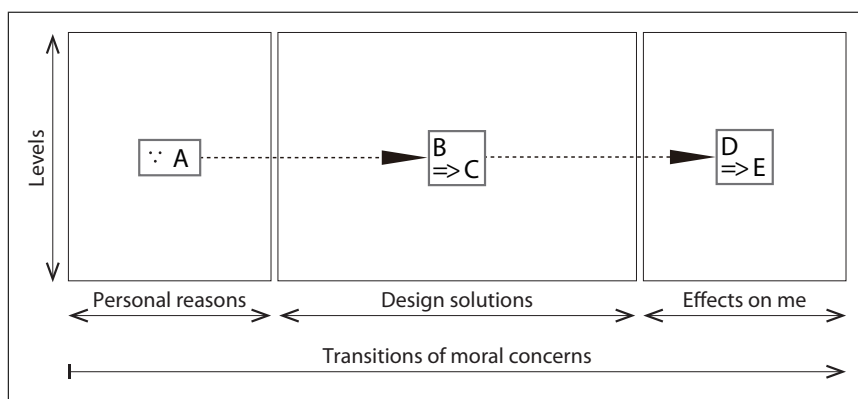 Levels
∵ A
B
=> C
D
=> E
Personal reasons
Design solutions
Effects on me
Transitions of moral concerns